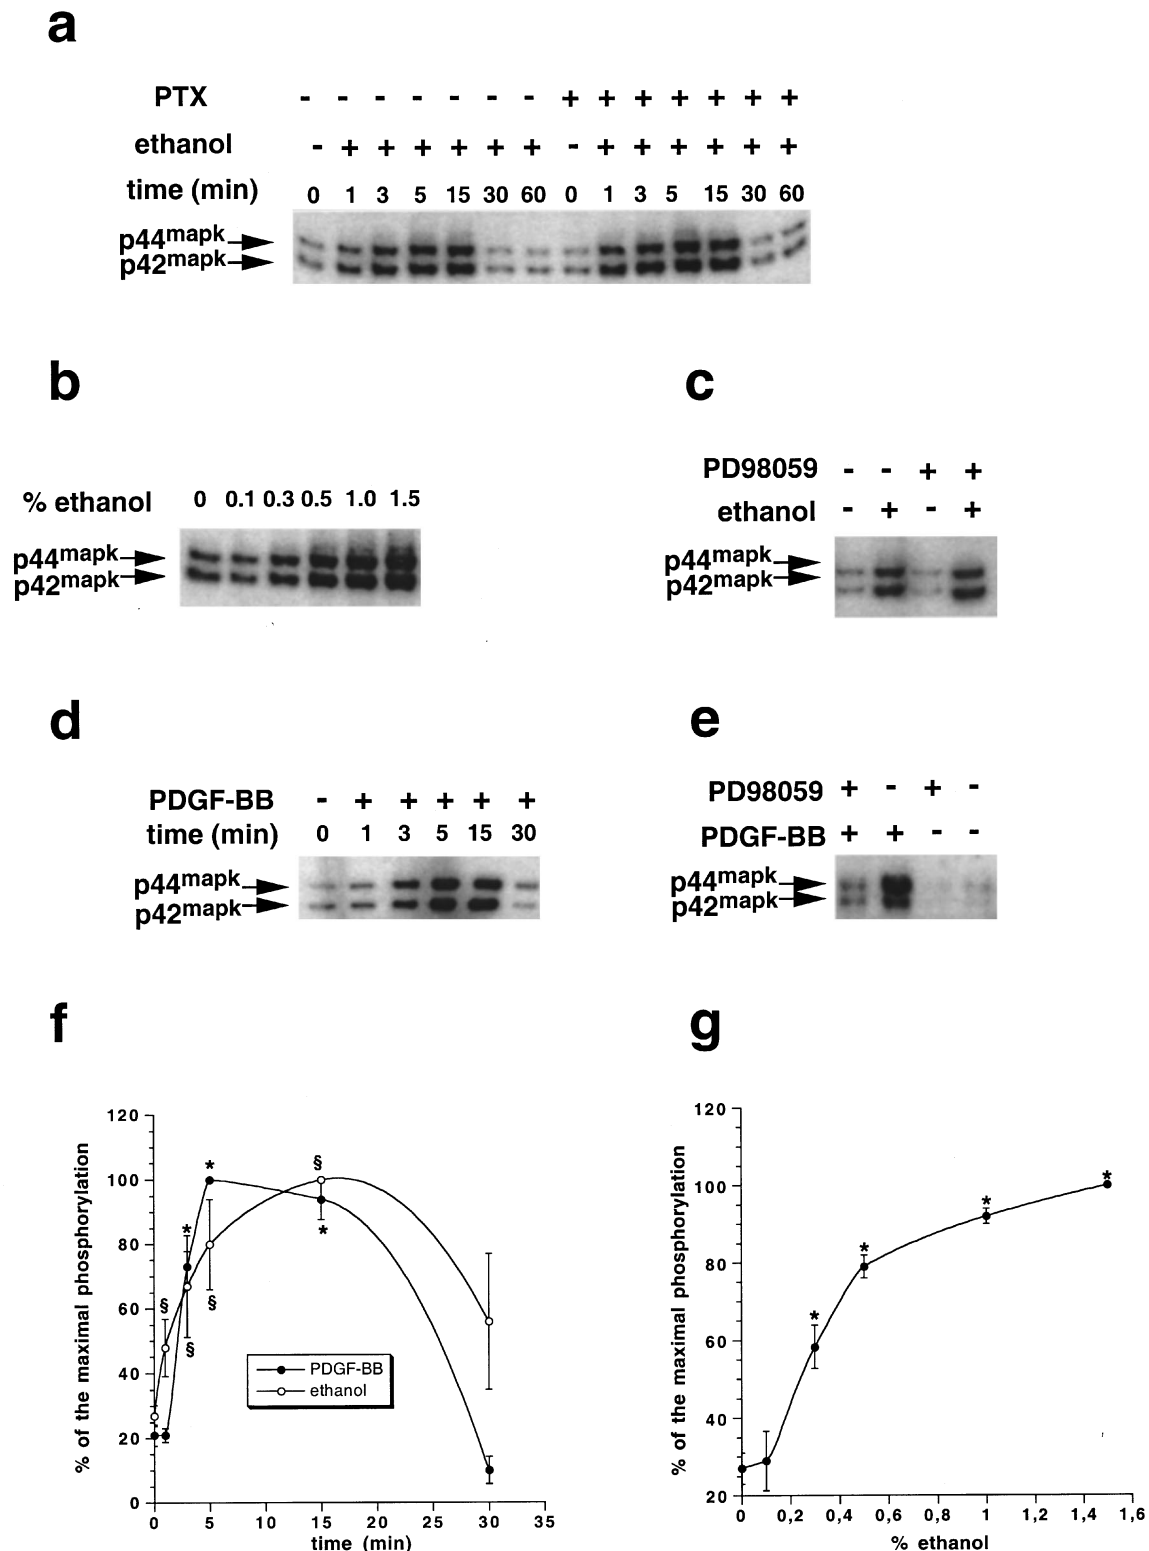 a
PTX - - - - - - - + + + + + + +
ethanol - + + + + + + - + + + + + +
time (min) 0 1 3 5 15 30 60 0 1 3 5 15 30 60
p44mapk
p42mapk
b
c
% ethanol 0 0.1 0.3 0.5 1.0 1.5
p44mapk
p42mapk
PD98059 - - + +
ethanol - + - +
p44mapk
p42mapk
d
e
PDGF-BB - + + + + +
time (min) 0 1 3 5 15 30
p44mapk
p42mapk
PD98059 + - + -
PDGF-BB + + - -
p44mapk
p42mapk
f
g
% of the maximal phosphorylation
120
100
80
60
40
20
0
§
§
*
*
§
§
*
PDGF-BB
ethanol
0 5 10 15 20 25 30 35
time (min)
% of the maximal phosphorylation
120
100
80
60
40
20
*
*
*
*
0 0,2 0,4 0,6 0,8 1 1,2 1,4 1,6
% ethanol